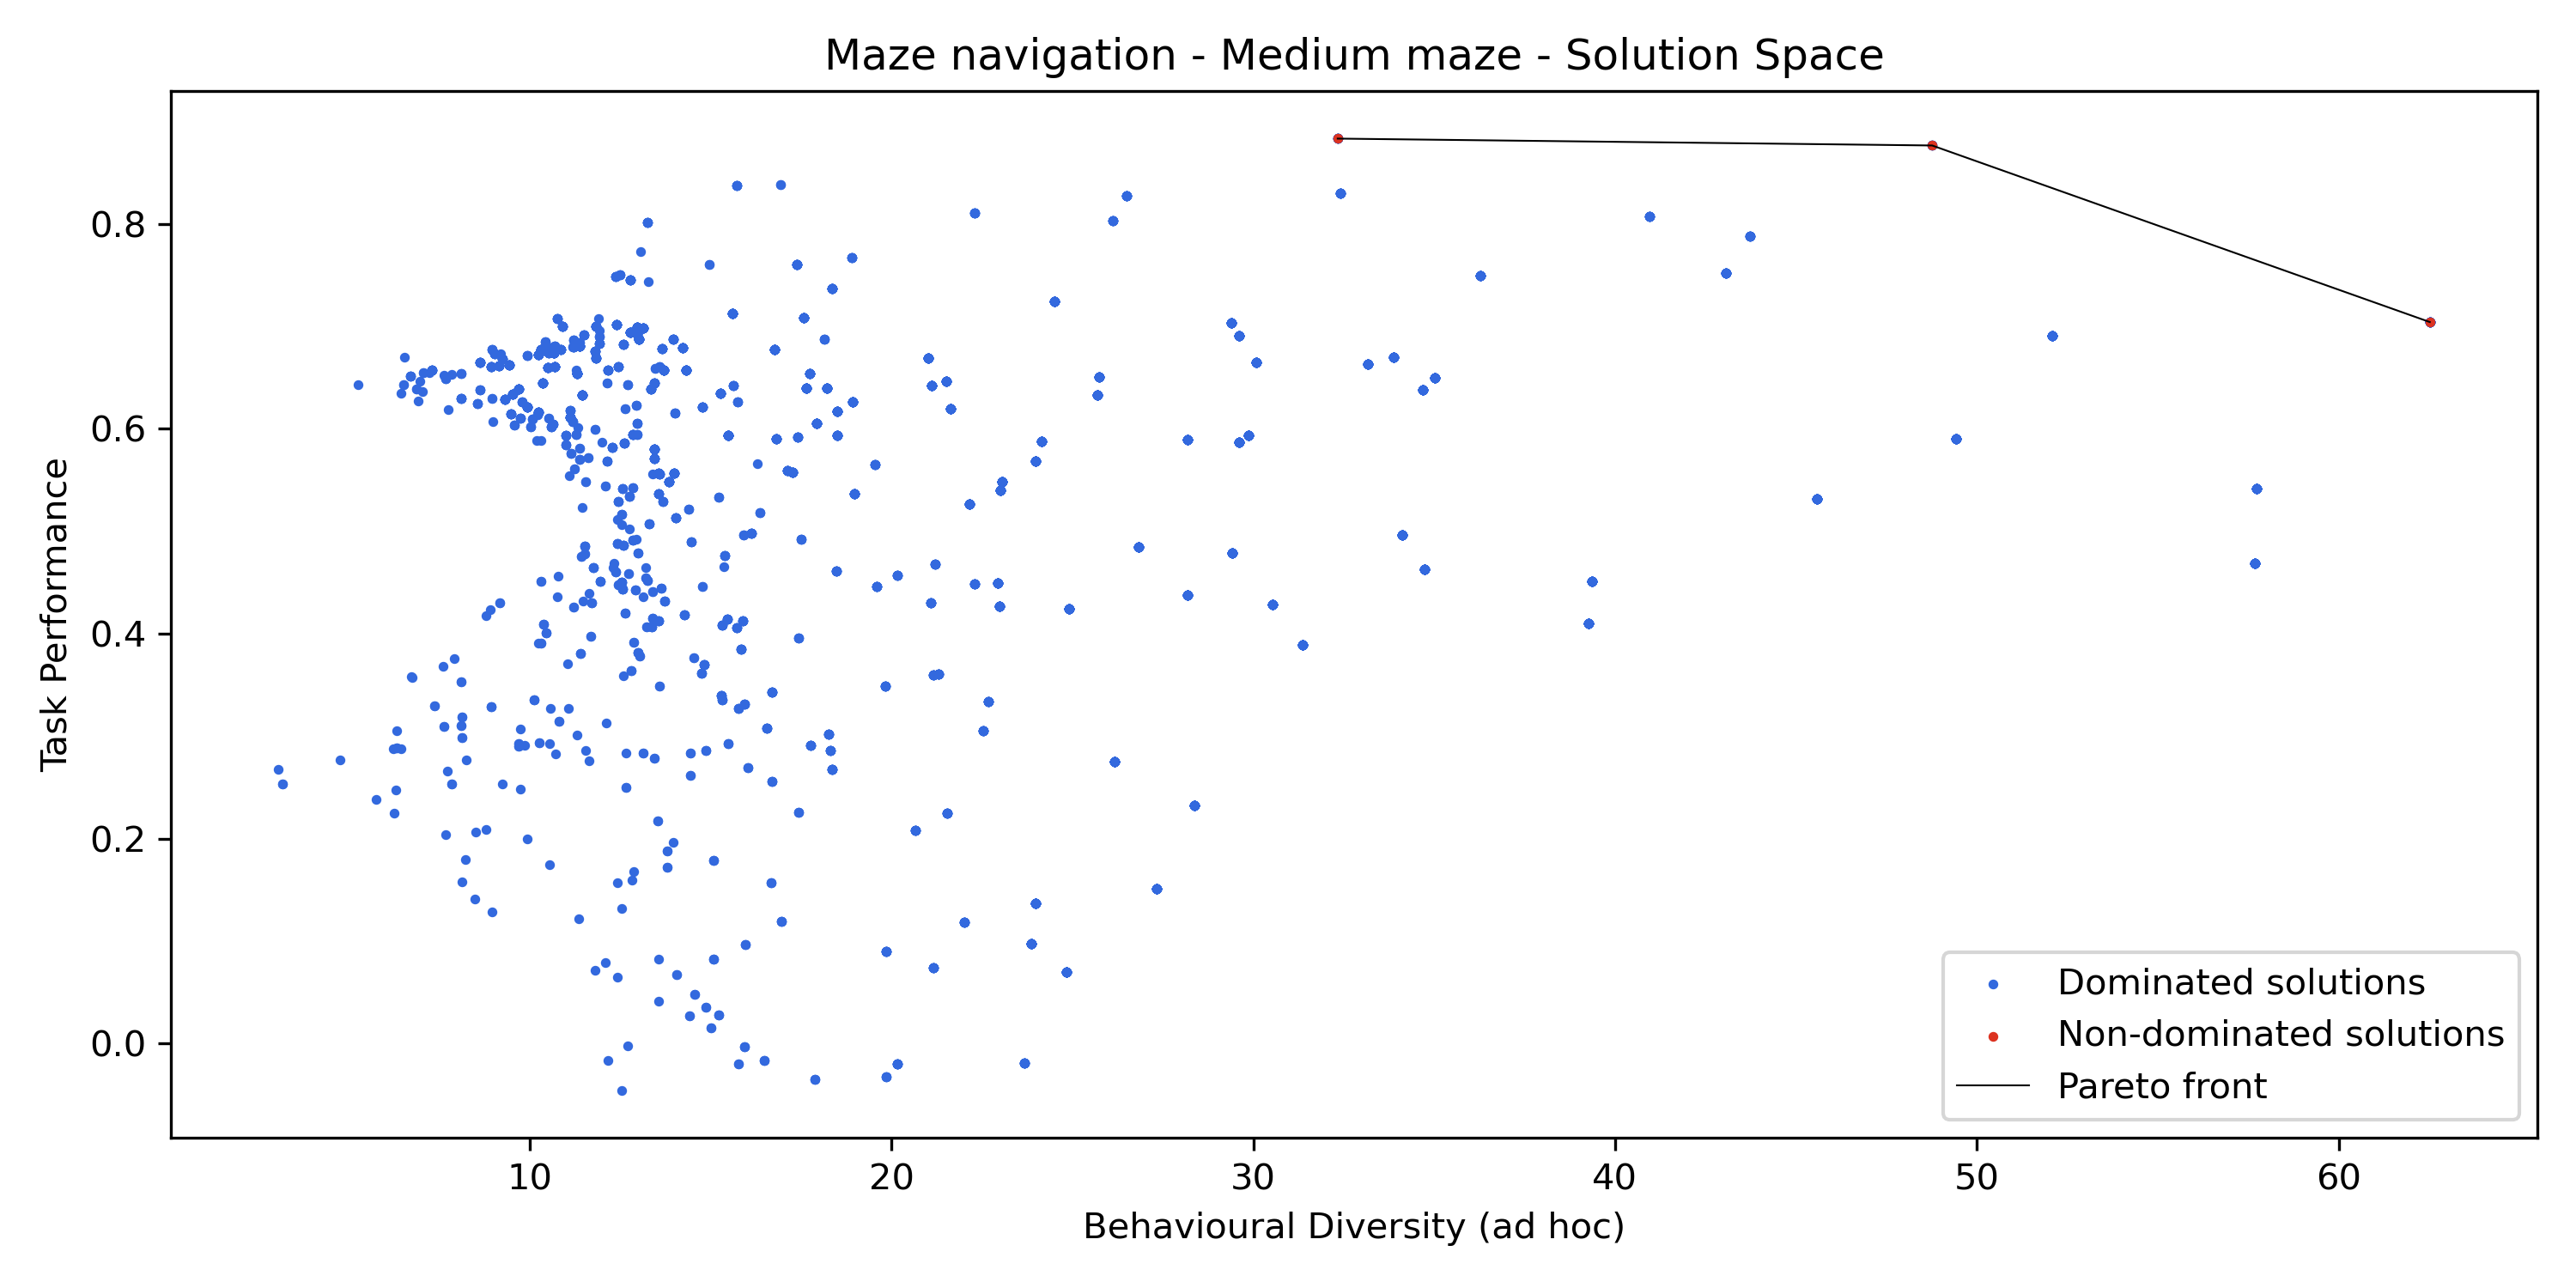 Maze navigation - Medium maze - Solution Space
Task Performance
0.8
0.6
0.4
0.2
0.0
10 20 30 40 50 60
Behavioural Diversity (ad hoc)
Dominated solutions
Non-dominated solutions
Pareto front